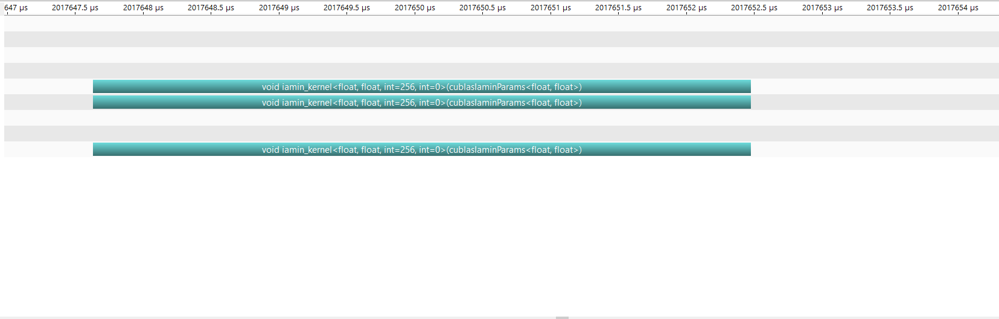 647 µs 2017647.5 µs 2017648 µs 2017648.5 µs 2017649 µs 2017649.5 µs 2017650 µs 2017650.5 µs 2017651 µs 2017651.5 µs 2017652 µs 2017652.5 µs 2017653 µs 2017653.5 µs 2017654 µs
void iamin_kernel<float, float, int=256, int=0>(cublasIaminParams<float, float>)
void iamin_kernel<float, float, int=256, int=0>(cublasIaminParams<float, float>)
void iamin_kernel<float, float, int=256, int=0>(cublasIaminParams<float, float>)